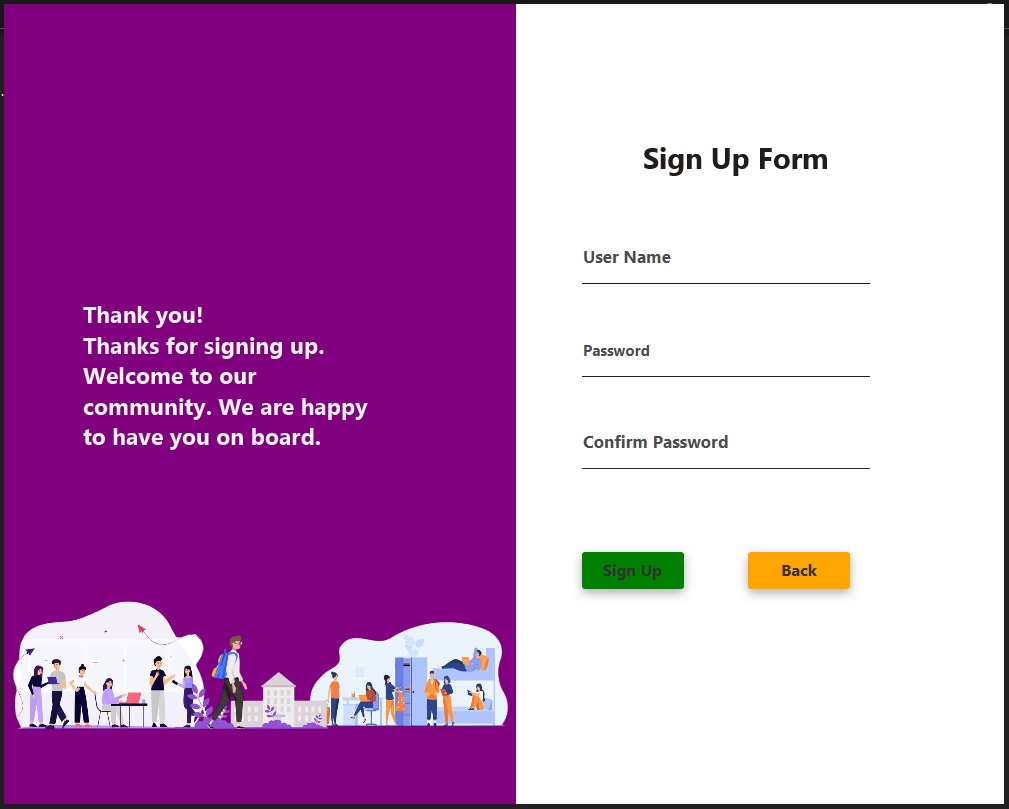 Thank you!
Thanks for signing up.
Welcome to our
community. We are happy
to have you on board.
Sign Up Form
User Name
Password
Confirm Password
Sign Up
Back